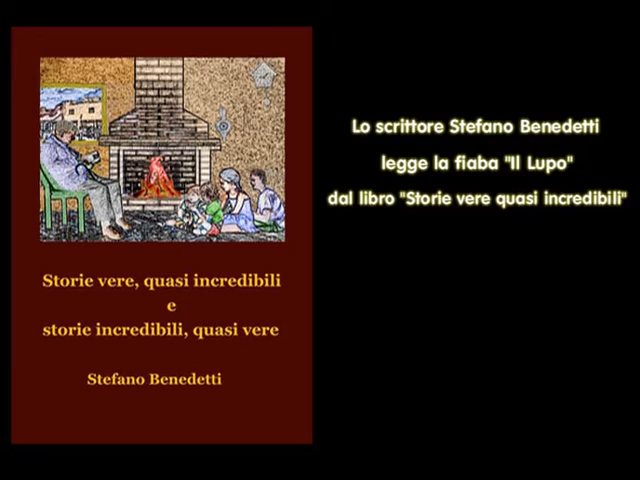 Storie vere, quasi incredibili
e
storie incredibili, quasi vere
Stefano Benedetti
Lo scrittore Stefano Benedetti
legge la fiaba "Il Lupo"
dal libro "Storie vere quasi incredibili"